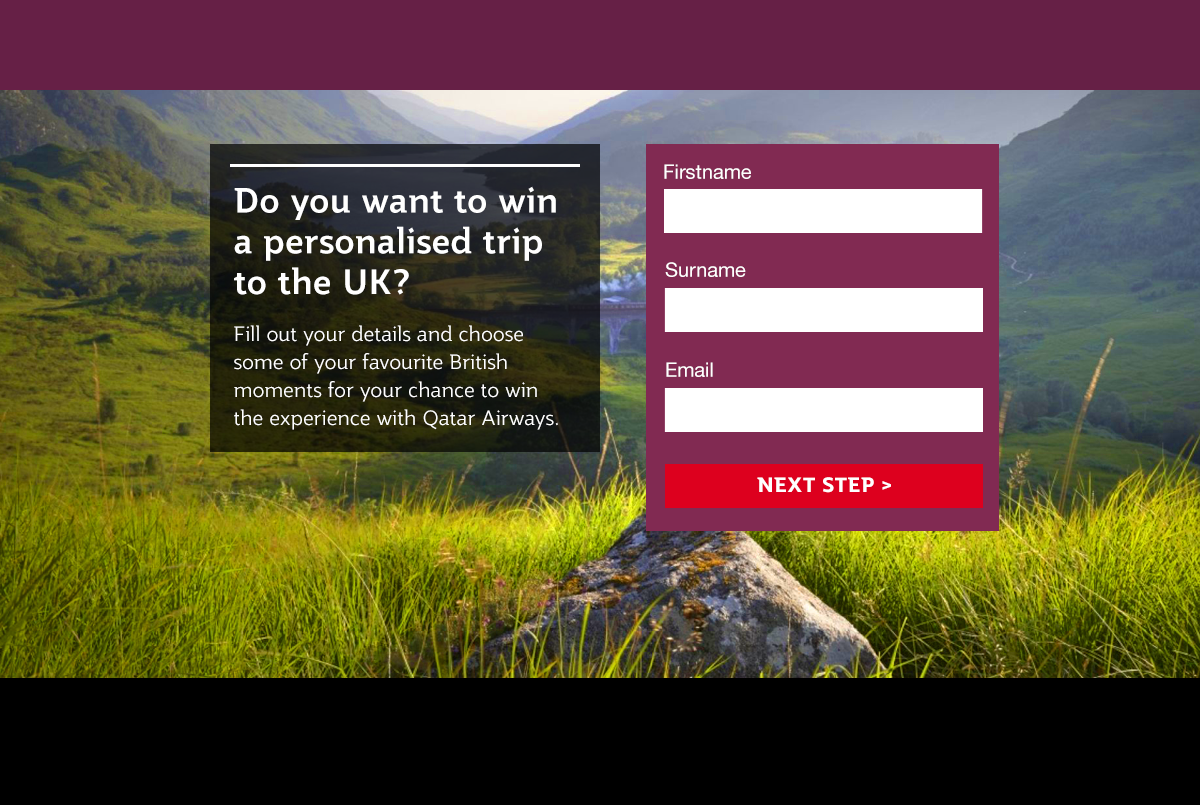 Do you want to win
a personalised trip
to the UK?
Fill out your details and choose
some of your favourite British
moments for your chance to win
the experience with Qatar Airways.
Firstname
Surname
Email
NEXT STEP >